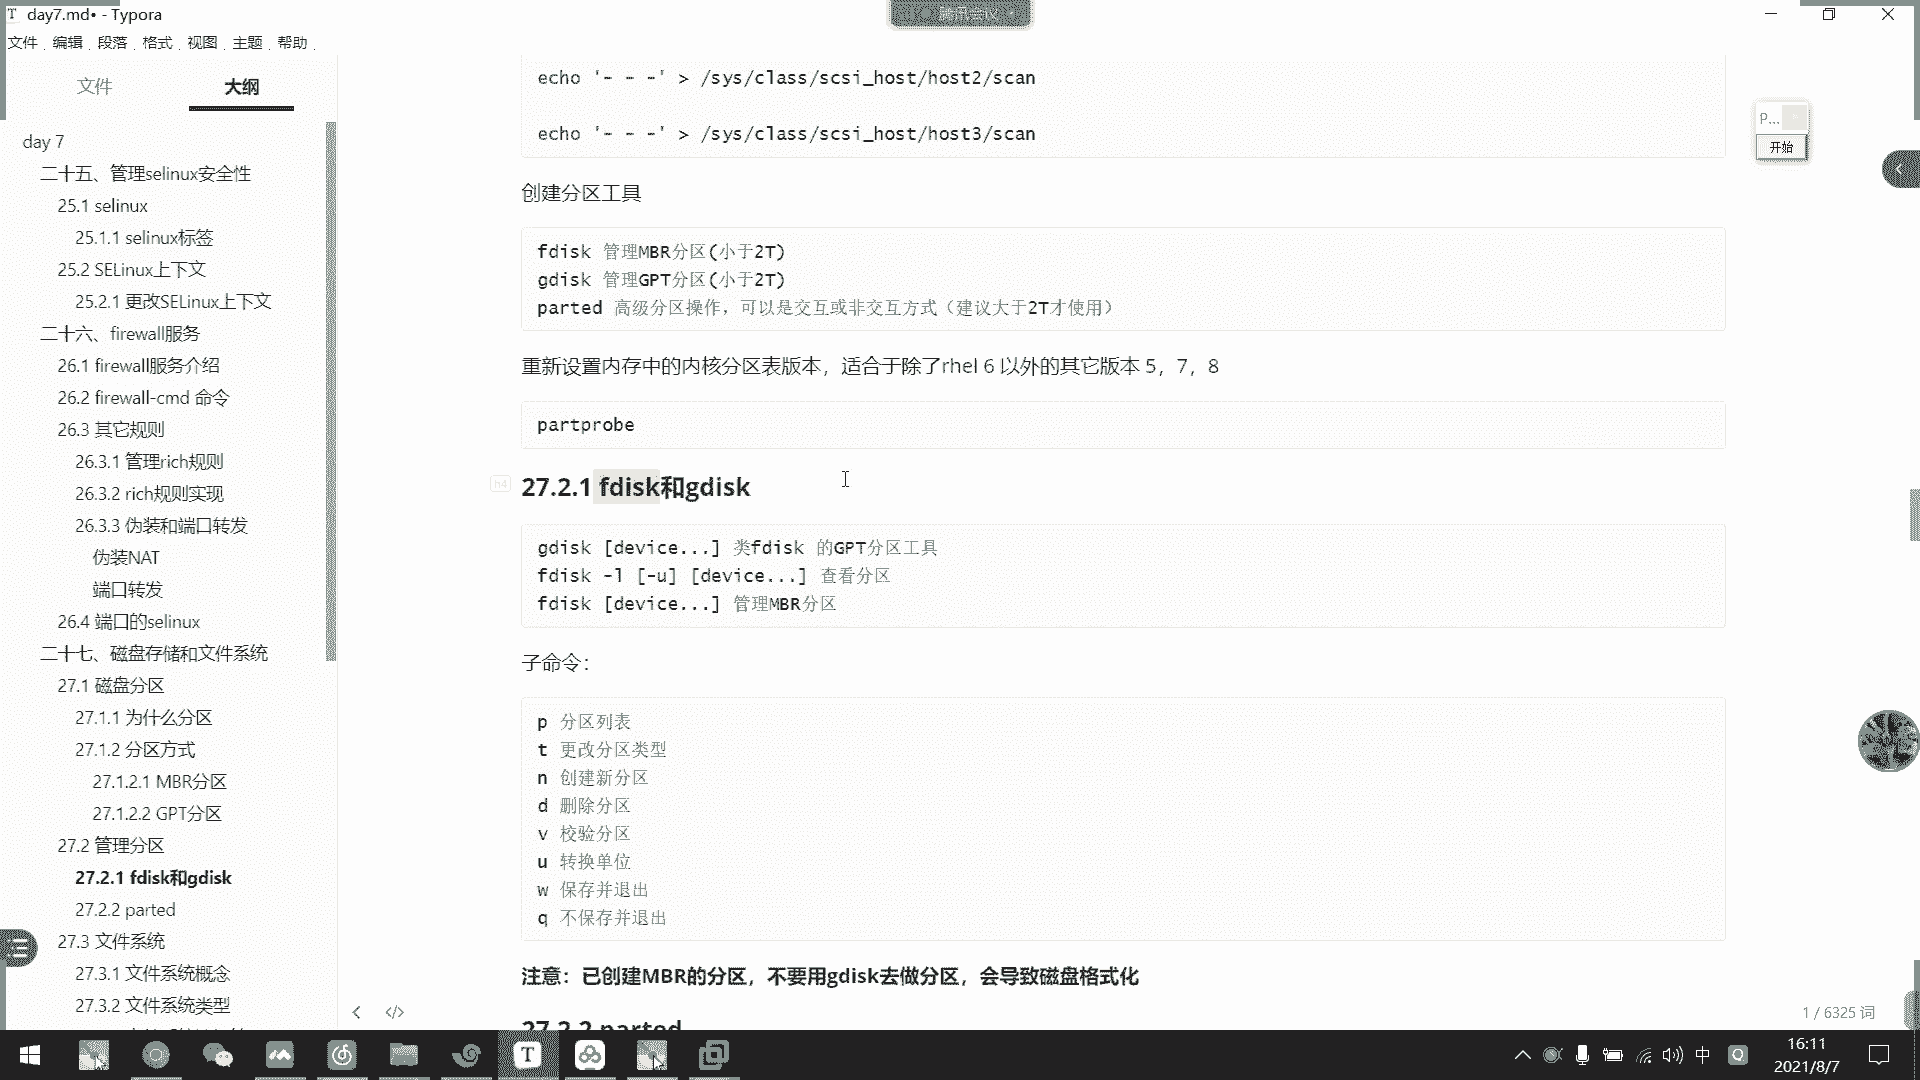 day7.md• - Typora
腾讯会议
文件 编辑 段落 格式 视图 主题 帮助
文件 大纲
day 7
二十五、管理selinux安全性
25.1 selinux
25.1.1 selinux标签
25.2 SELinux上下文
25.2.1 更改SELinux上下文
二十六、firewall服务
26.1 firewall服务介绍
26.2 firewall-cmd 命令
26.3 其它规则
26.3.1 管理rich规则
26.3.2 rich规则实现
26.3.3 伪装和端口转发
伪装NAT
端口转发
26.4 端口的selinux
二十七、磁盘存储和文件系统
27.1 磁盘分区
27.1.1 为什么分区
27.1.2 分区方式
27.1.2.1 MBR分区
27.1.2.2 GPT分区
27.2 管理分区
27.2.1 fdisk和gdisk
27.2.2 parted
27.3 文件系统
27.3.1 文件系统概念
27.3.2 文件系统类型
echo '- - -' > /sys/class/scsi_host/host2/scan
echo '- - -' > /sys/class/scsi_host/host3/scan
创建分区工具
fdisk 管理MBR分区(小于2T)
gdisk 管理GPT分区(小于2T)
parted 高级分区操作，可以是交互或非交互方式（建议大于2T才使用）
重新设置内存中的内核分区表版本，适合于除了rhel 6 以外的其它版本 5，7，8
partprobe
h4
27.2.1 fdisk和gdisk
gdisk [device...] 类fdisk 的GPT分区工具
fdisk -l [-u] [device...] 查看分区
fdisk [device...] 管理MBR分区
子命令：
p 分区列表
t 更改分区类型
n 创建新分区
d 删除分区
v 校验分区
u 转换单位
w 保存并退出
q 不保存并退出
注意：已创建MBR的分区，不要用gdisk去做分区，会导致磁盘格式化
27.2.2 parted
P...
开始
1 / 6325 词
中
16:11
2021/8/7